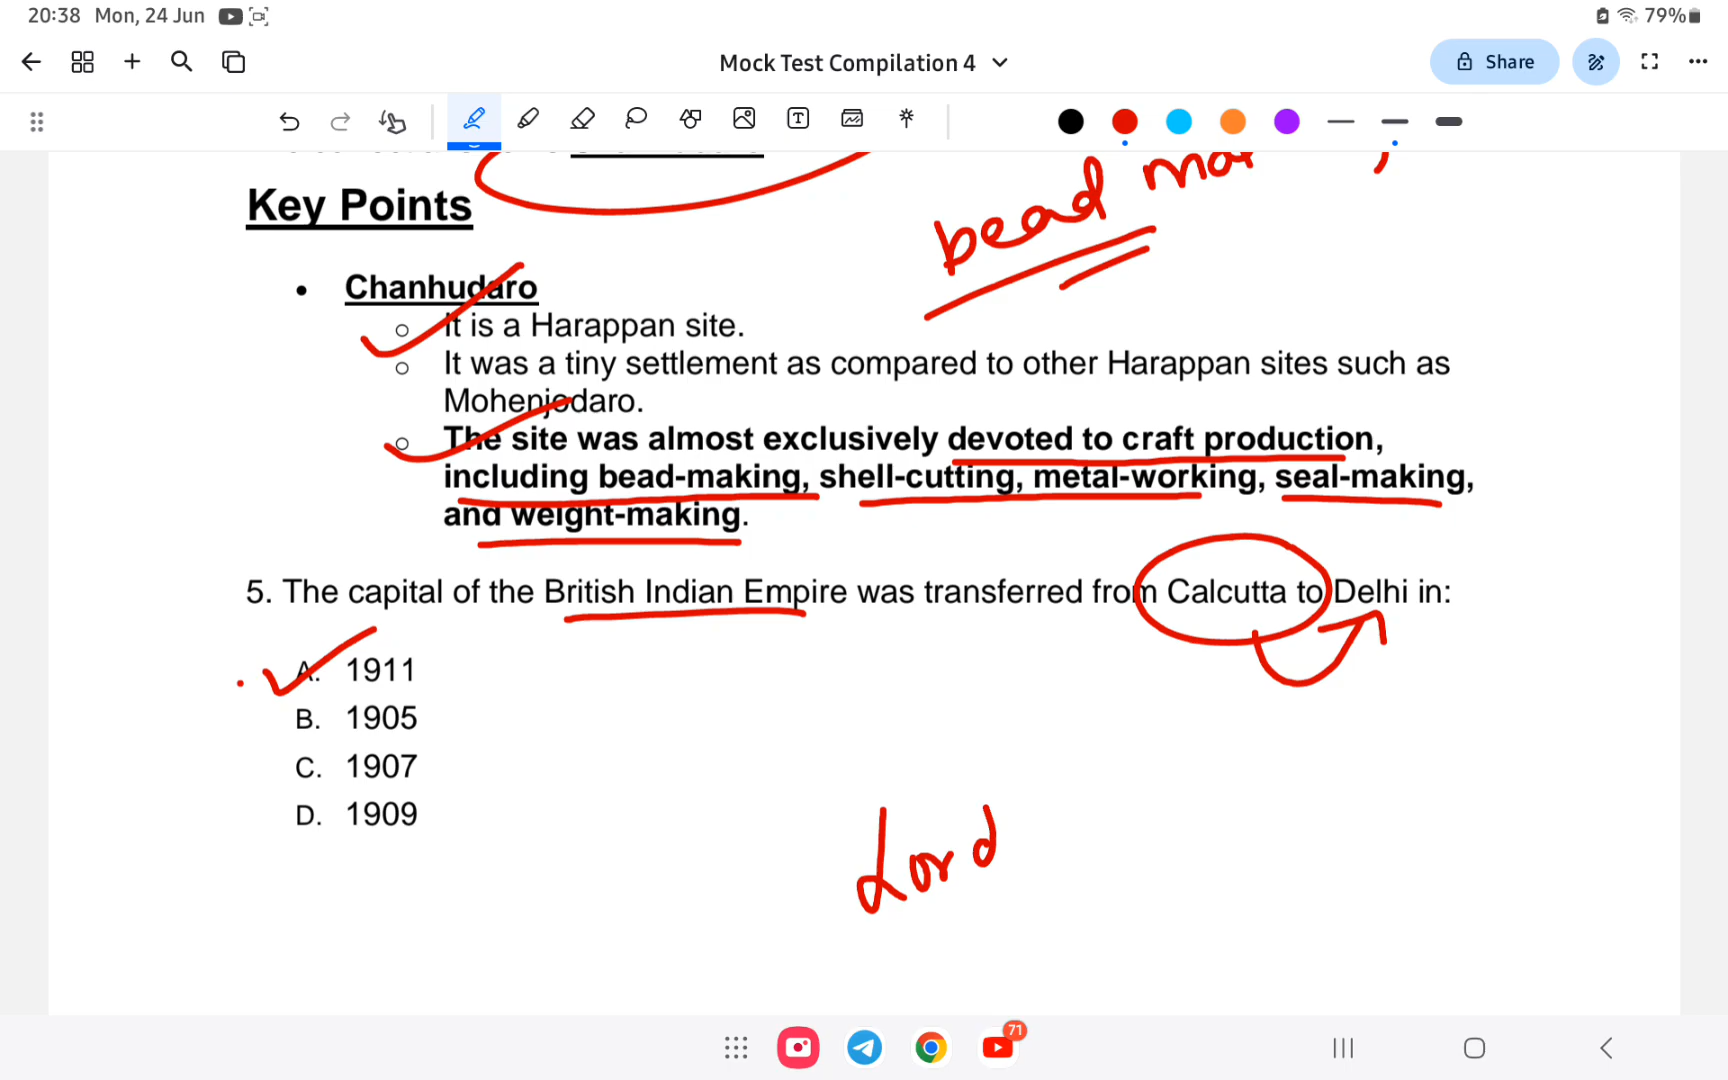 20:38 Mon, 24 Jun 79%
Mock Test Compilation 4
Share
Key Points
bead
• Chanhudaro
○ It is a Harappan site.
○ It was a tiny settlement as compared to other Harappan sites such as
Mohenjodaro.
○ The site was almost exclusively devoted to craft production,
including bead-making, shell-cutting, metal-working, seal-making,
and weight-making.
5. The capital of the British Indian Empire was transferred from Calcutta to Delhi in:
A. 1911
B. 1905
C. 1907
D. 1909
Lord
71